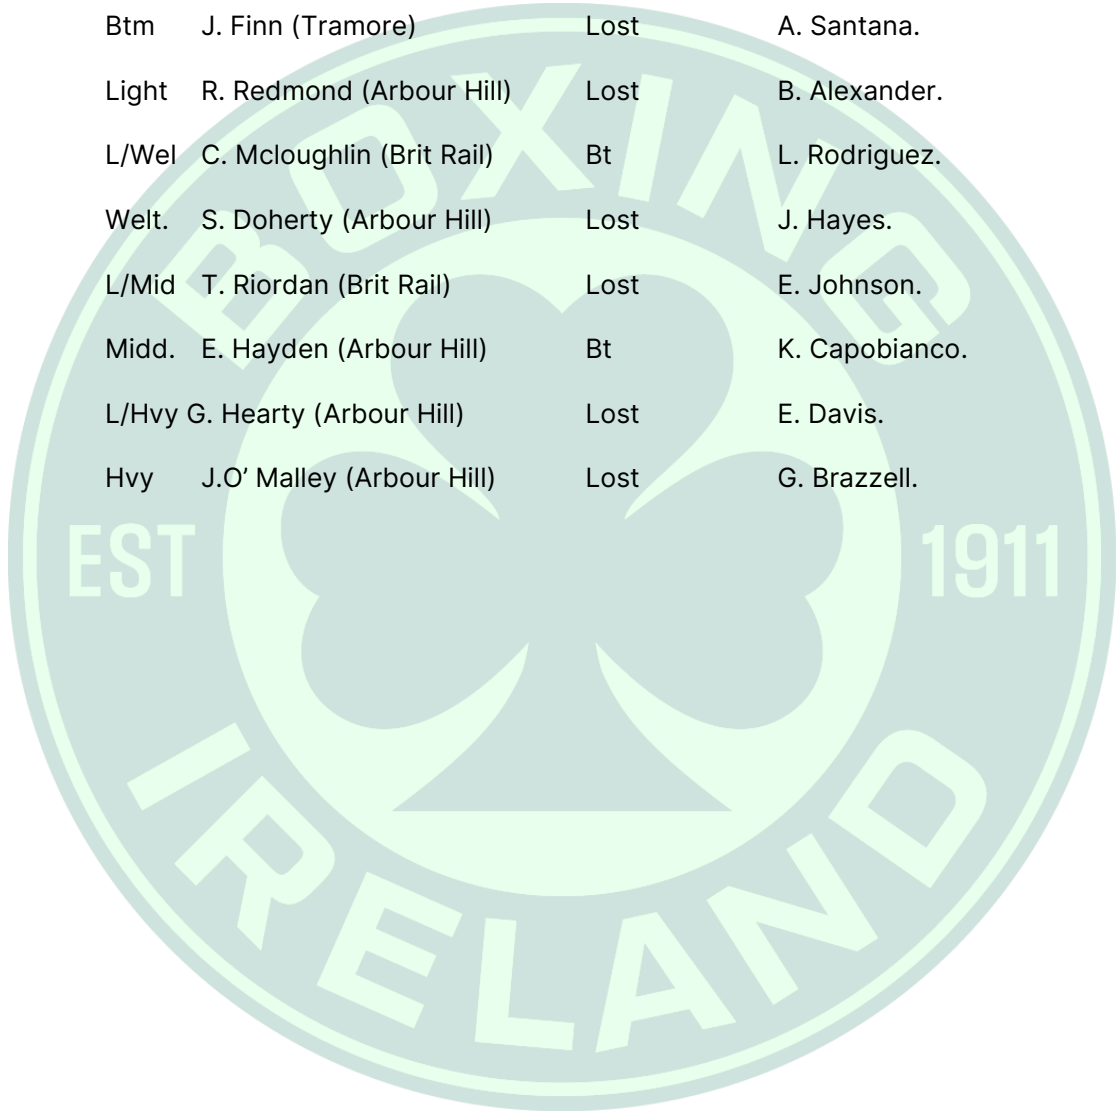 Btm J. Finn (Tramore) Lost A. Santana.
Light R. Redmond (Arbour Hill) Lost B. Alexander.
L/Wel C. Mcloughlin (Brit Rail) Bt L. Rodriguez.
Welt. S. Doherty (Arbour Hill) Lost J. Hayes.
L/Mid T. Riordan (Brit Rail) Lost E. Johnson.
Midd. E. Hayden (Arbour Hill) Bt K. Capobianco.
L/Hvy G. Hearty (Arbour Hill) Lost E. Davis.
Hvy J.O’ Malley (Arbour Hill) Lost G. Brazzell.
BOXING
EST 1911
IRELAND